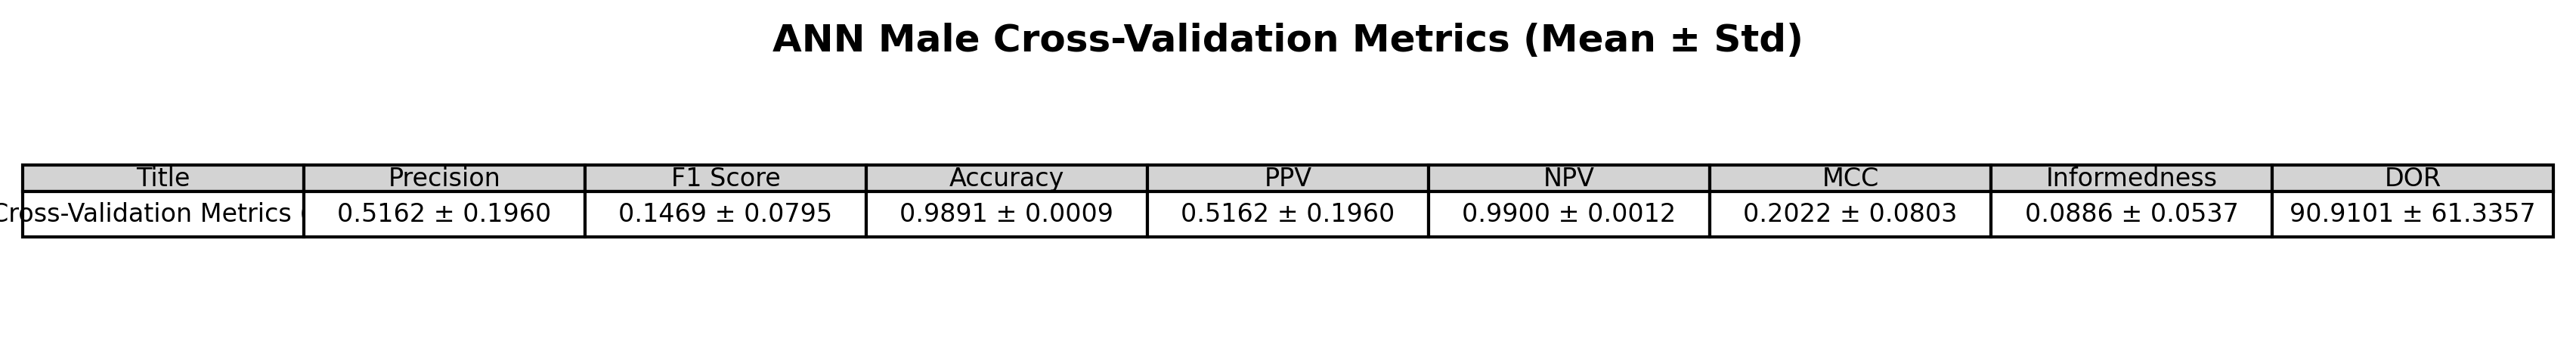 ANN Male Cross-Validation Metrics (Mean ± Std)
Title Precision F1 Score Accuracy PPV NPV MCC Informedness DOR
Cross-Validation Metrics 0.5162 ± 0.1960 0.1469 ± 0.0795 0.9891 ± 0.0009 0.5162 ± 0.1960 0.9900 ± 0.0012 0.2022 ± 0.0803 0.0886 ± 0.0537 90.9101 ± 61.3357